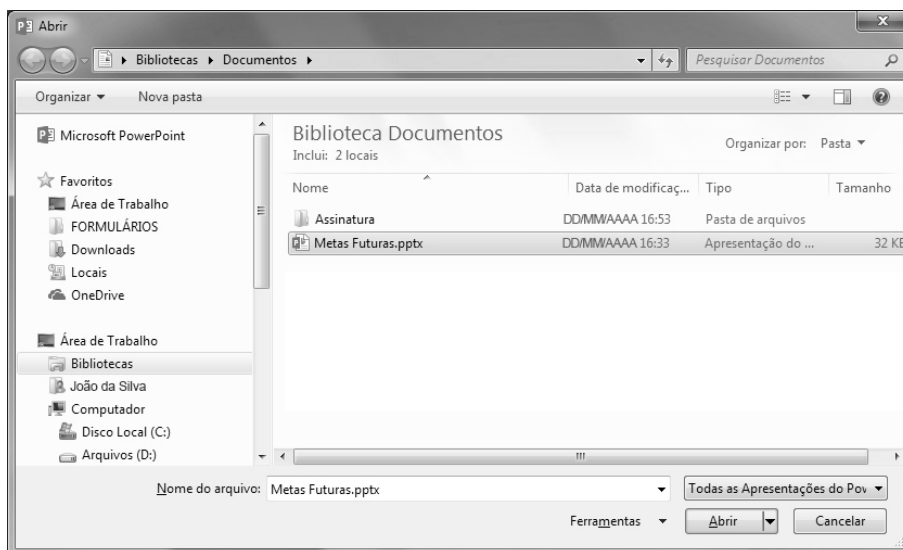 Abrir
Bibliotecas Documentos
Pesquisar Documentos
Organizar Nova pasta
Microsoft PowerPoint
Favoritos
Área de Trabalho
FORMULÁRIOS
Downloads
Locais
OneDrive
Área de Trabalho
Bibliotecas
João da Silva
Computador
Disco Local (C:)
Arquivos (D:)
Biblioteca Documentos
Inclui: 2 locais
Organizar por: Pasta
Nome Data de modificaç... Tipo Tamanho
Assinatura DD/MM/AAAA 16:53 Pasta de arquivos
Metas Futuras.pptx DD/MM/AAAA 16:33 Apresentação do ... 32 KB
Nome do arquivo: Metas Futuras.pptx Todas as Apresentações do Pov
Ferramentas Abrir Cancelar